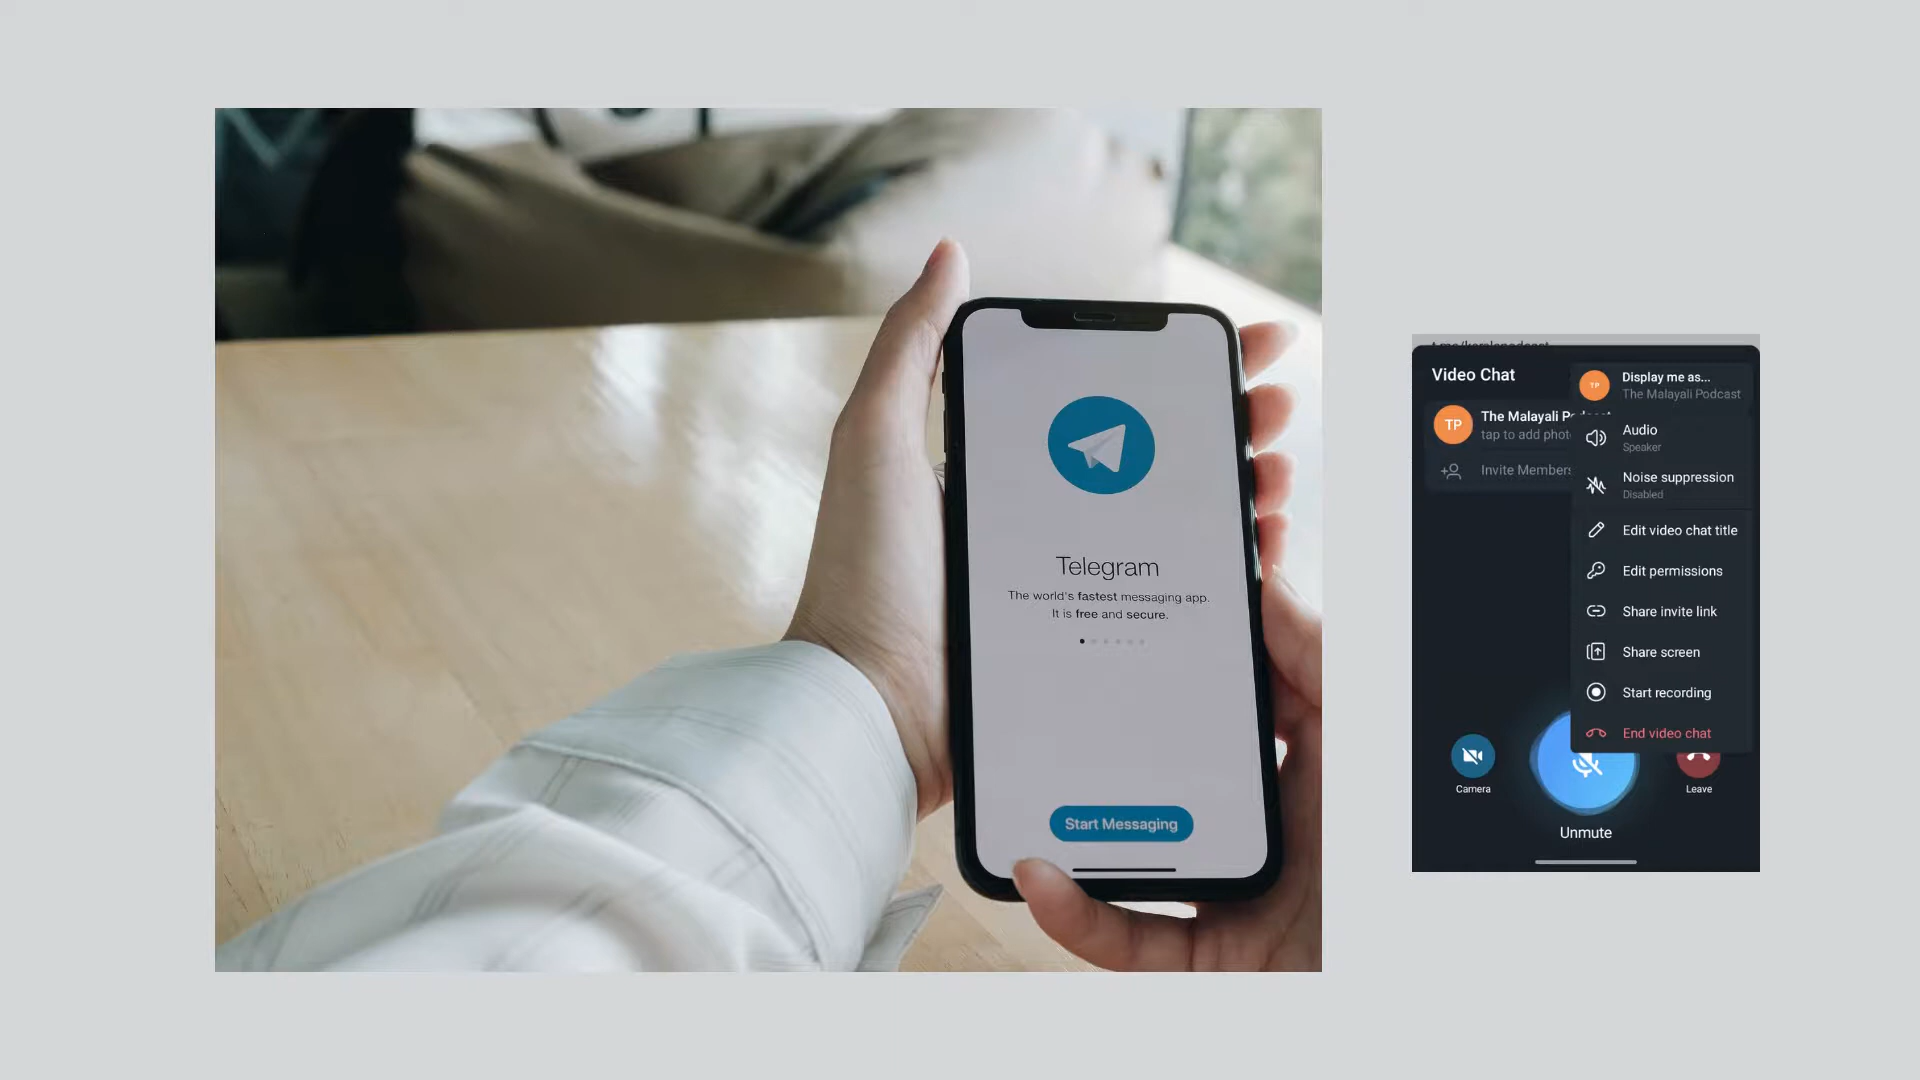 Telegram
The world's fastest messaging app.
It is free and secure.
Start Messaging
Video Chat
TP
Display me as...
The Malayali Podcast
TP
The Malayali
tap to add phot
Invite Members
Audio
Speaker
Noise suppression
Disabled
Edit video chat title
Edit permissions
Share invite link
Share screen
Start recording
End video chat
Camera
Leave
Unmute